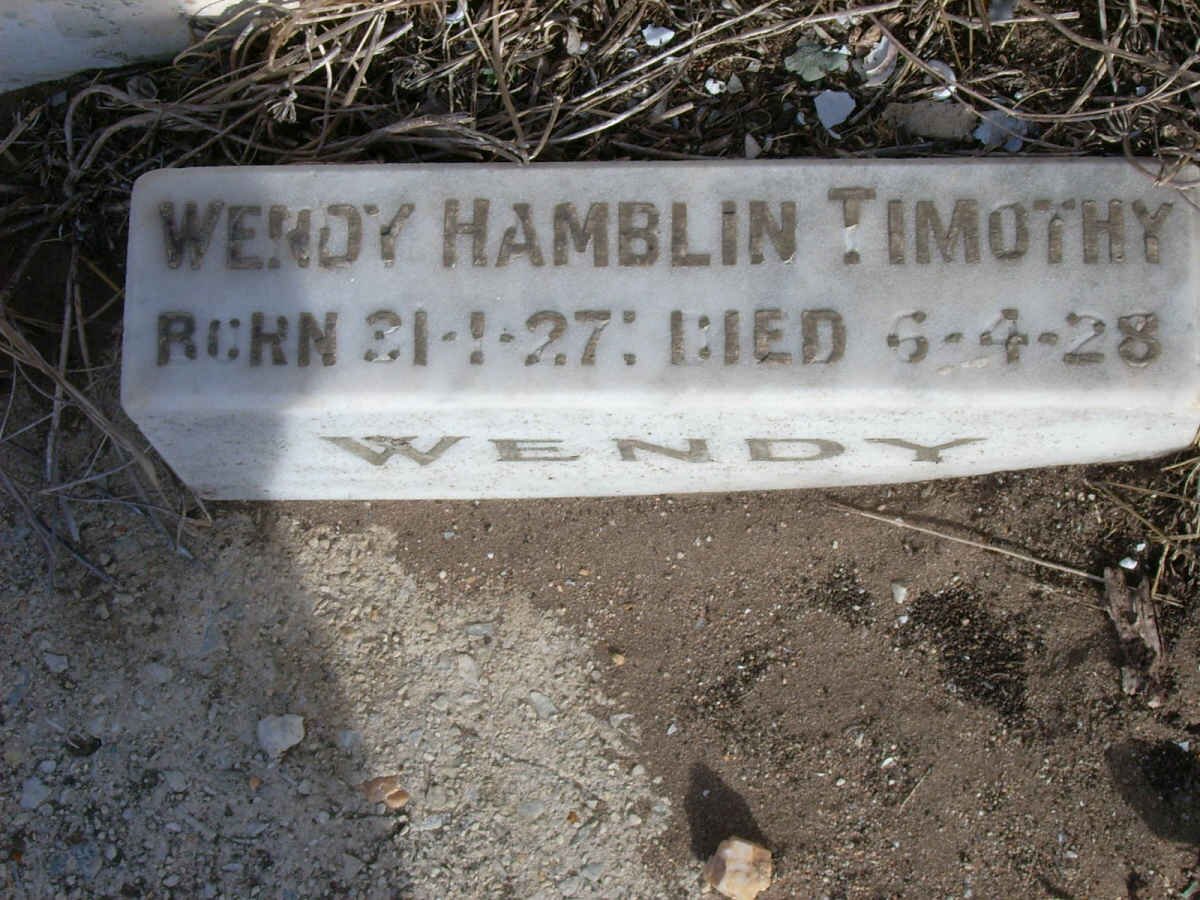 WENDY HAMBLIN TIMOTHY
BORN 31-1-27: DIED 6-4-28
WENDY